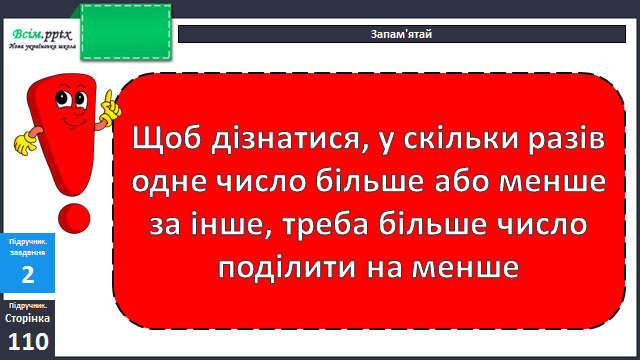 Всім.pptx
Нова українська школа
Запам'ятай
Щоб дізнатися, у скільки разів
одне число більше або менше
за інше, треба більше число
поділити на менше
Підручник.
завдання
2
Підручник.
Сторінка
110